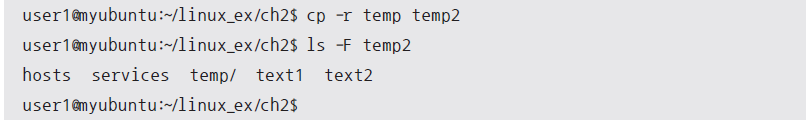 user1@myubuntu:~/linux_ex/ch2$ cp -r temp temp2
user1@myubuntu:~/linux_ex/ch2$ ls -F temp2
hosts  services  temp/  text1  text2
user1@myubuntu:~/linux_ex/ch2$